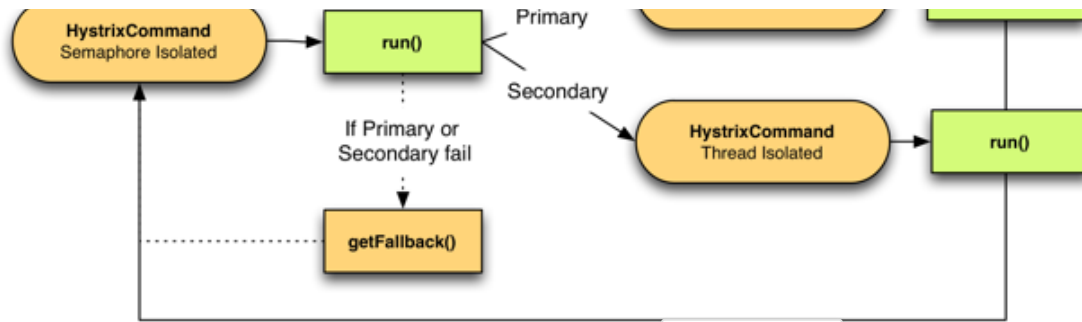 HystrixCommand
Semaphore Isolated
run()
Primary
Secondary
If Primary or
Secondary fail
HystrixCommand
Thread Isolated
run()
getFallback()